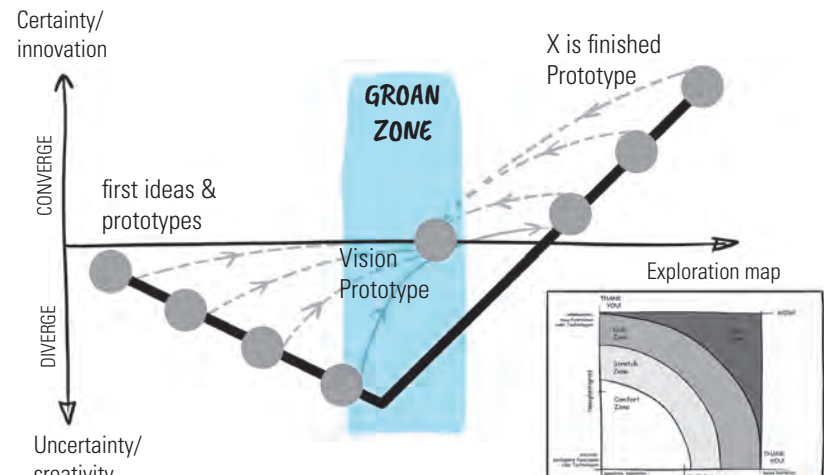 Certainty/
innovation
X is finished
Prototype
GROAN
ZONE
CONVERGE
first ideas &
prototypes
Vision
Prototype
Exploration map
DIVERGE
THANK
YOU!
WOW!
Stretch
Zone
Comfort
Zone
THANK
YOU!
Uncertainty/
creativity